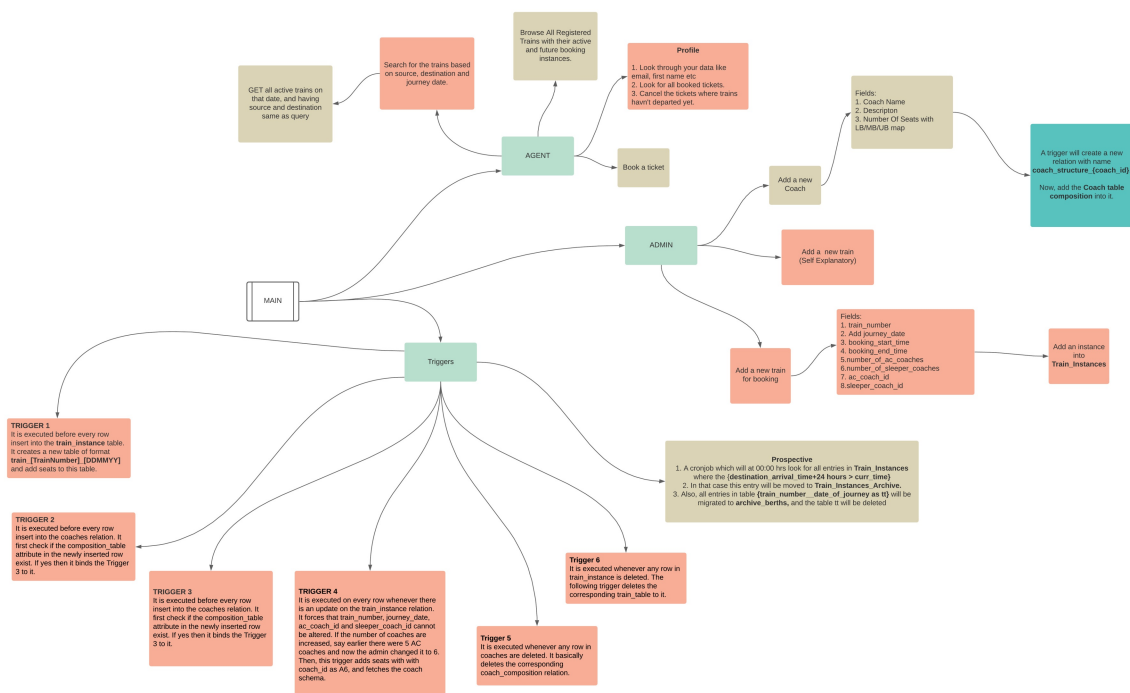 Browse All Registered
Trains with their active
and future booking
instances.
Profile
1. Look through your data like
email, first name etc
2. Look for all booked tickets.
3. Cancel the tickets where trains
havn't departed yet.
Search for the trains based
on source, destination and
journey date.
GET all active trains on
that date, and having
source and destination
same as query
AGENT
Book a ticket
Fields:
1. Coach Name
2. Descripton
3. Number Of Seats with
LB/MB/UB map
A trigger will create a new
relation with name
coach_structure_{coach_id}
Now, add the Coach table
composition into it.
Add a new
Coach
ADMIN
Add a new train
(Self Explanatory)
MAIN
Fields:
1. train_number
2. Add journey_date
3. booking_start_time
4. booking_end_time
5.number_of_ac_coaches
6.number_of_sleeper_coaches
7. ac_coach_id
8.sleeper_coach_id
Add an instance
into
Train_Instances
Add a new train
for booking
Triggers
TRIGGER 1
It is executed before every row
insert into the train_instance table.
It creates a new table of format
train_[TrainNumber]_[DDMMYY]
and add seats to this table.
Prospective
1. A cronjob which will at 00:00 hrs look for all entries in Train_Instances
where the {destination_arrival_time+24 hours > curr_time}
2. In that case this entry will be moved to Train_Instances_Archive.
3. Also, all entries in table {train_number__date_of_journey as tt} will be
migrated to archive_berths, and the table tt will be deleted
TRIGGER 2
It is executed before every row
insert into the coaches relation. It
first check if the composition_table
attribute in the newly inserted row
exist. If yes then it binds the Trigger
3 to it.
TRIGGER 3
It is executed before every row
insert into the coaches relation. It
first check if the composition_table
attribute in the newly inserted row
exist. If yes then it binds the Trigger
3 to it.
TRIGGER 4
It is executed on every row whenever there
is an update on the train_instance relation.
It forces that train_number, journey_date,
ac_coach_id and sleeper_coach_id cannot
be altered. If the number of coaches are
increased, say earlier there were 5 AC
coaches and now the admin changed it to 6.
Then, this trigger adds seats with with
coach_id as A6, and fetches the coach
schema.
Trigger 5
It is executed whenever any row in
coaches are deleted. It basically
deletes the corresponding
coach_composition relation.
Trigger 6
It is executed whenever any row in
train_instance is deleted. The
following trigger deletes the
corresponding train_table to it.